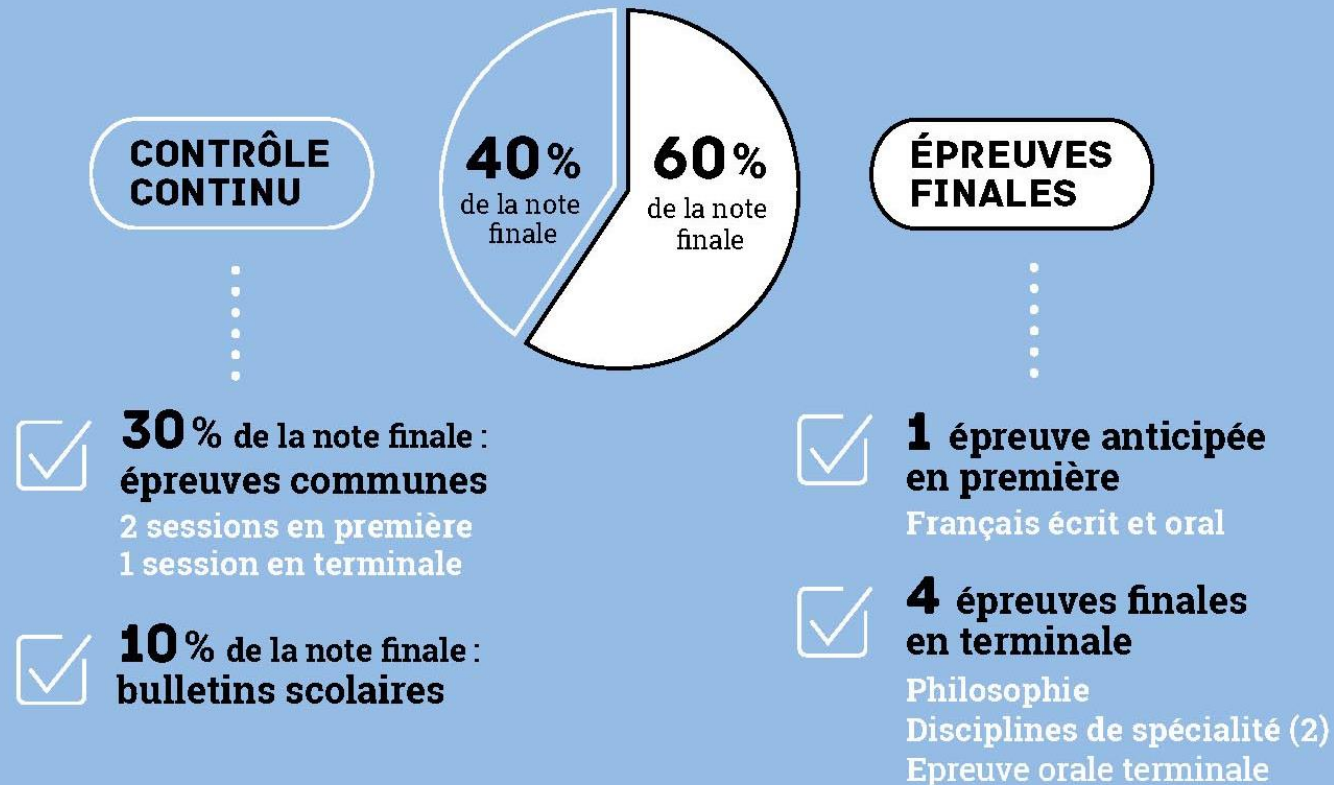 CONTRÔLE
CONTINU
40%
de la note
finale
60%
de la note
finale
ÉPREUVES
FINALES
30% de la note finale :
épreuves communes
2 sessions en première
1 session en terminale
10% de la note finale :
bulletins scolaires
1 épreuve anticipée
en première
Français écrit et oral
4 épreuves finales
en terminale
Philosophie
Disciplines de spécialité (2)
Epreuve orale terminale